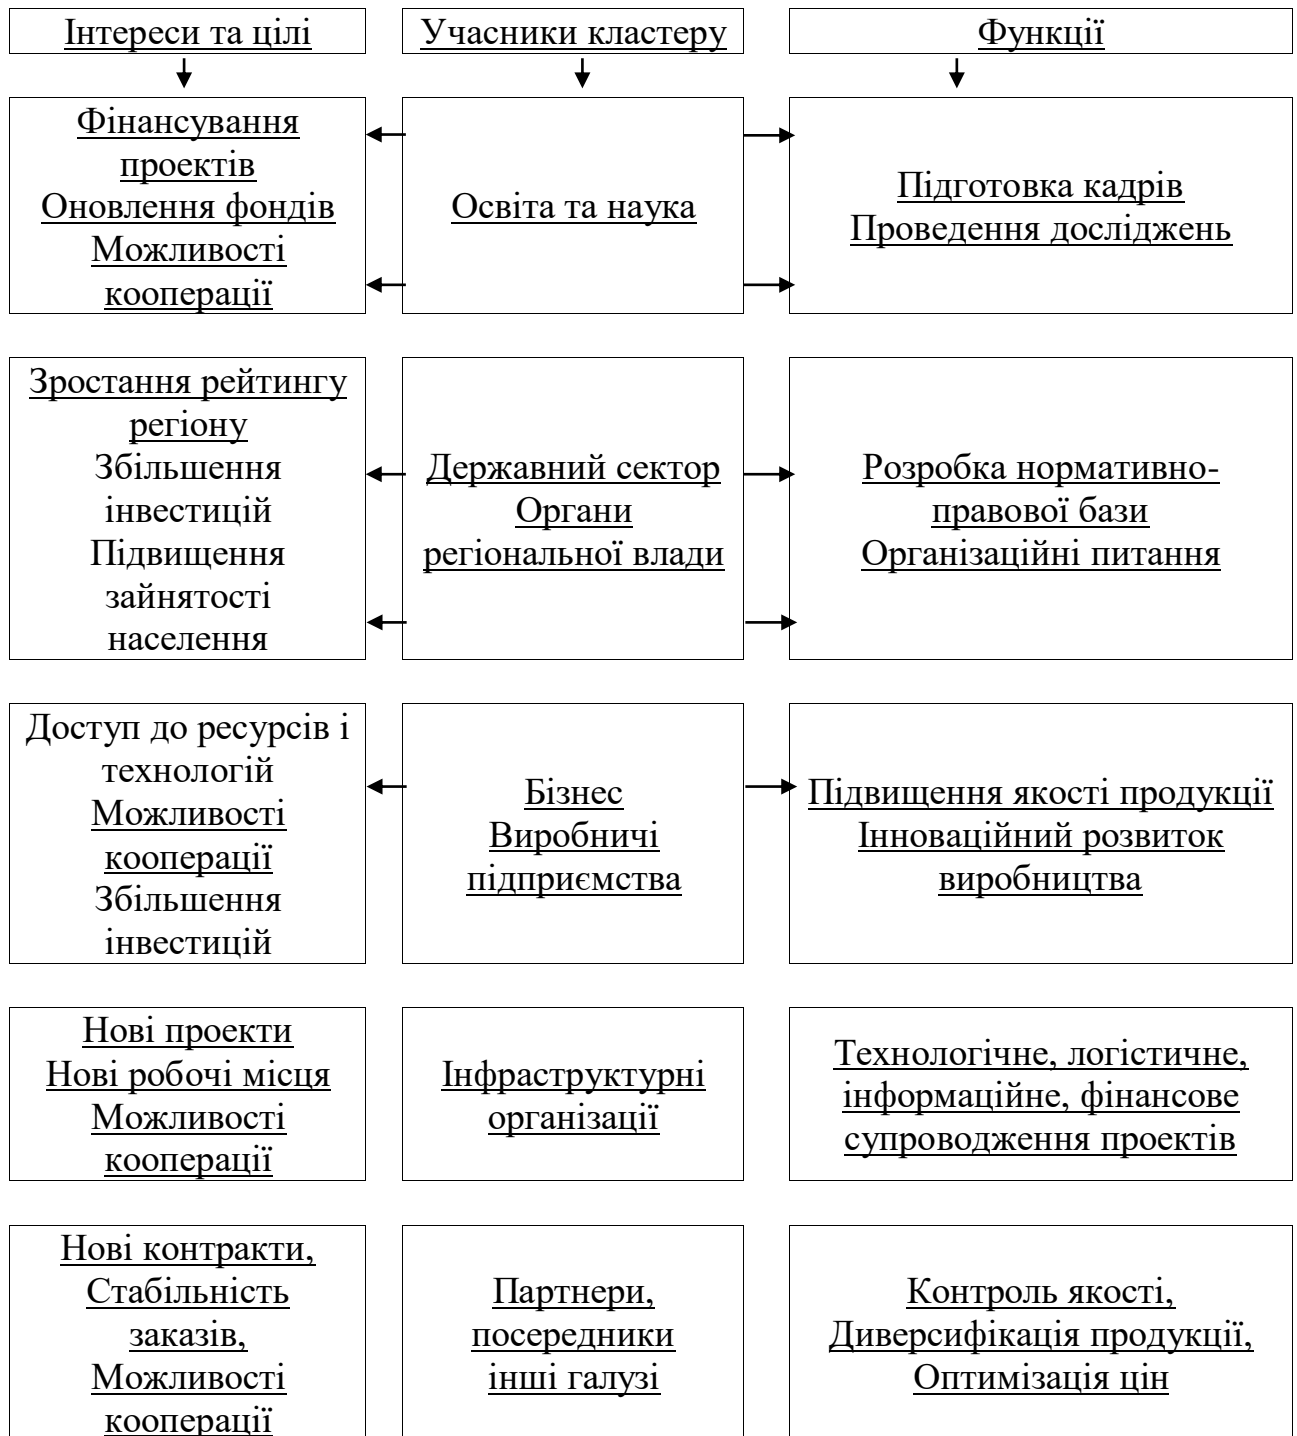 Інтереси та цілі
Учасники кластеру
Функції
Фінансування
проектів
Оновлення фондів
Можливості
кооперації
Освіта та наука
Підготовка кадрів
Проведення досліджень
Зростання рейтингу
регіону
Збільшення
інвестицій
Підвищення
зайнятості
населення
Державний сектор
Органи
регіональної влади
Розробка нормативно-
правової бази
Організаційні питання
Доступ до ресурсів і
технологій
Можливості
кооперації
Збільшення
інвестицій
Бізнес
Виробничі
підприємства
Підвищення якості продукції
Інноваційний розвиток
виробництва
Нові проекти
Нові робочі місця
Можливості
кооперації
Інфраструктурні
організації
Технологічне, логістичне,
інформаційне, фінансове
супроводження проектів
Нові контракти,
Стабільність
заказів,
Можливості
кооперації
Партнери,
посередники
інші галузі
Контроль якості,
Диверсифікація продукції,
Оптимізація цін